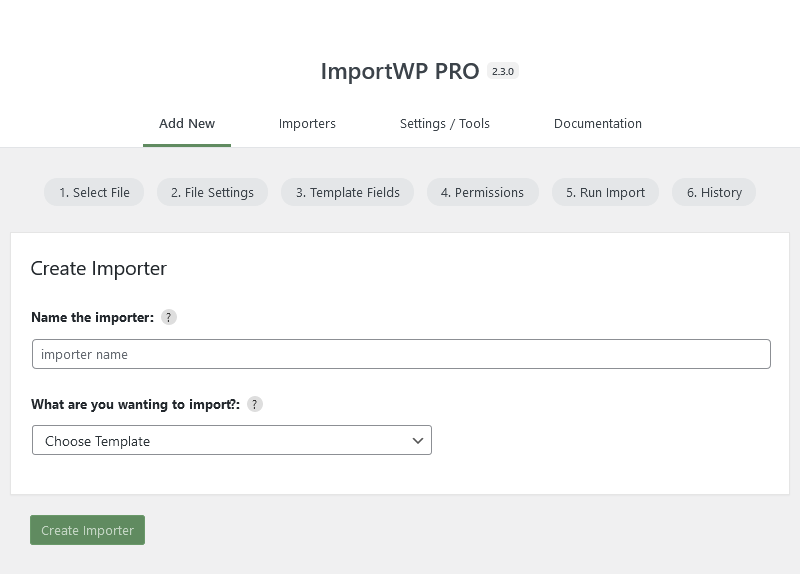 ImportWP PRO 2.3.0
Add New Importers Settings / Tools Documentation
1. Select File 2. File Settings 3. Template Fields 4. Permissions 5. Run Import 6. History
Create Importer
Name the importer: ?
importer name
What are you wanting to import?: ?
Choose Template
Create Importer